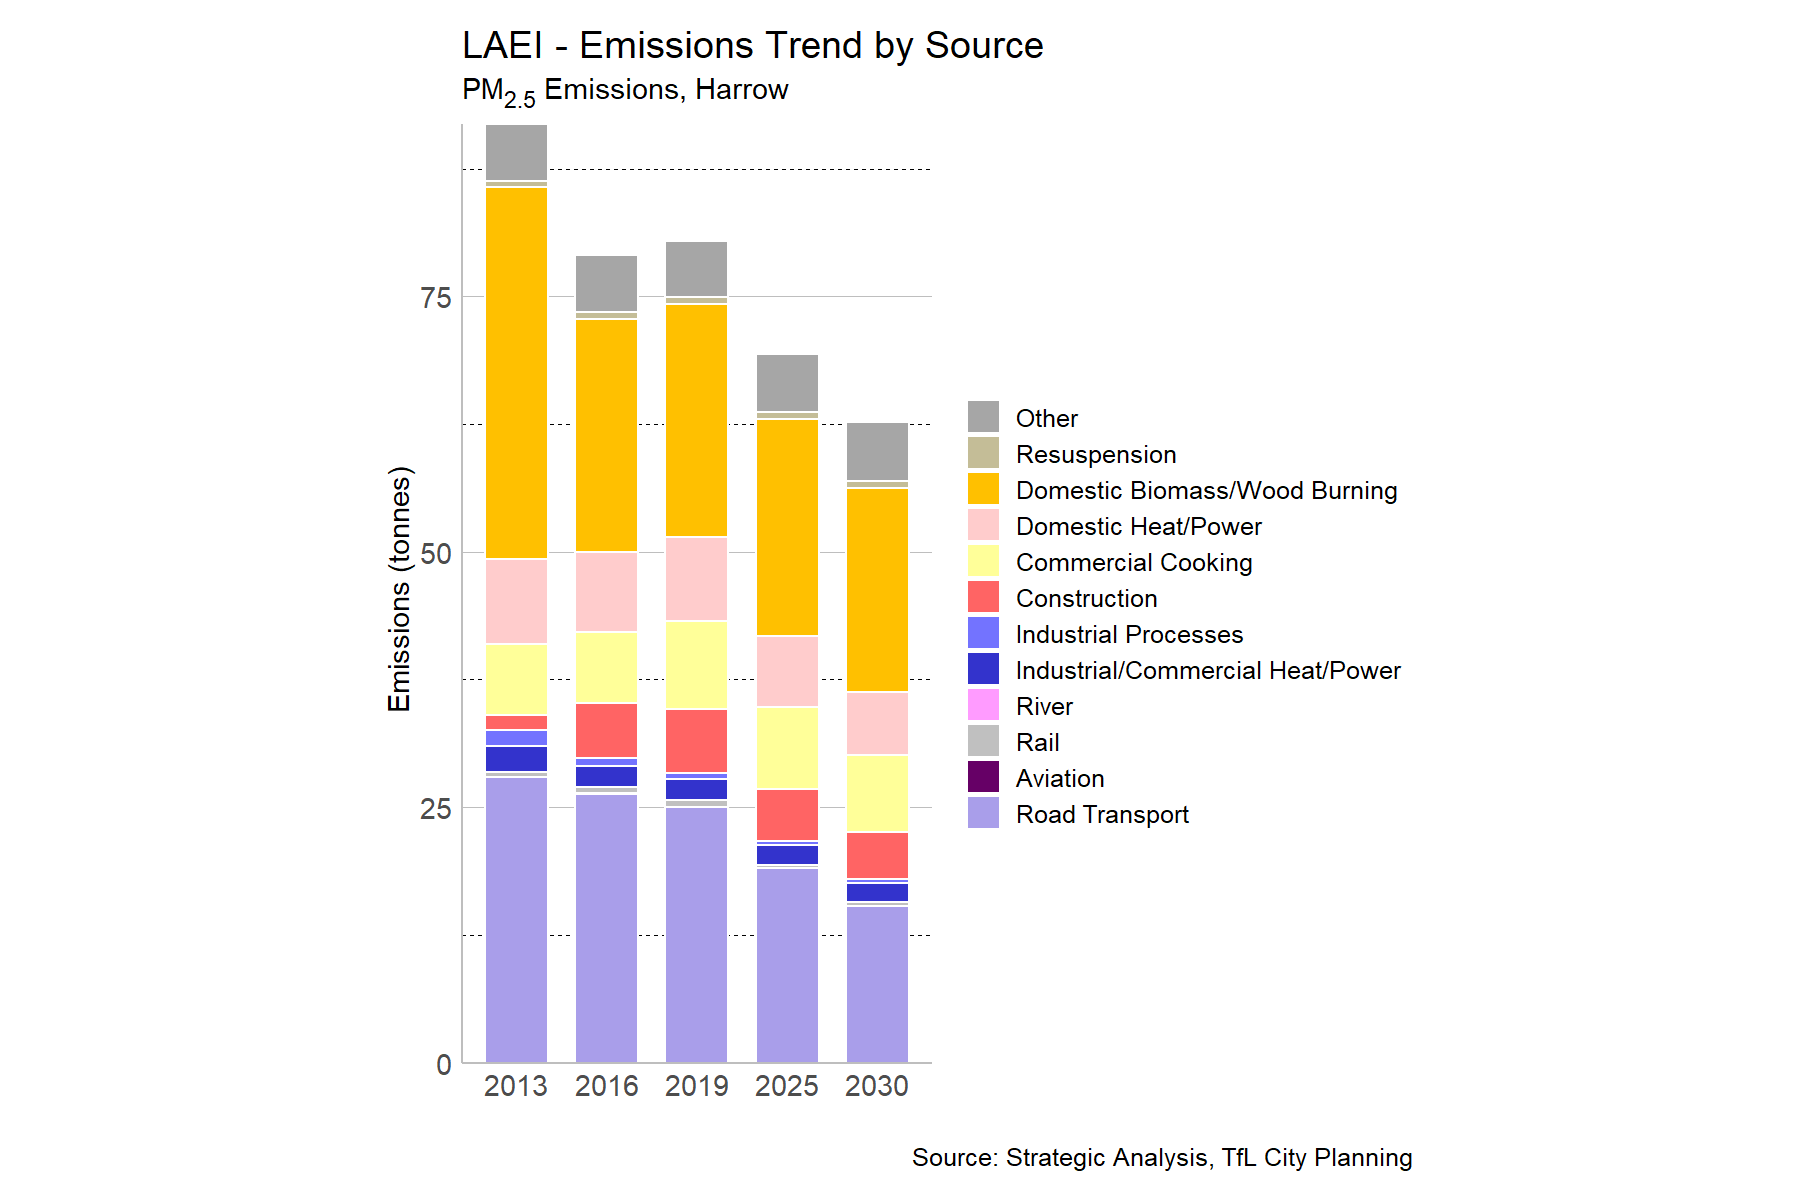 LAEI - Emissions Trend by Source
PM2.5 Emissions, Harrow
Emissions (tonnes)
75
50
25
0
2013 2016 2019 2025 2030
Other
Resuspension
Domestic Biomass/Wood Burning
Domestic Heat/Power
Commercial Cooking
Construction
Industrial Processes
Industrial/Commercial Heat/Power
River
Rail
Aviation
Road Transport
Source: Strategic Analysis, TfL City Planning